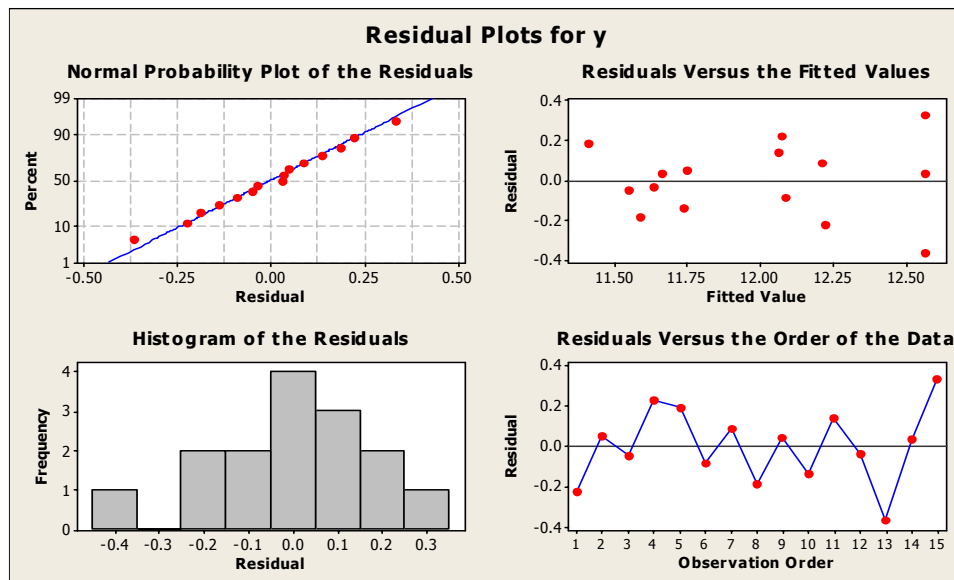 Residual Plots for y
Normal Probability Plot of the Residuals
99
90
50
10
1
Percent
-0.50 -0.25 0.00 0.25 0.50
Residual
Residuals Versus the Fitted Values
0.4
0.2
0.0
-0.2
-0.4
Residual
11.50 11.75 12.00 12.25 12.50
Fitted Value
Histogram of the Residuals
4
3
2
1
0
Frequency
-0.4 -0.3 -0.2 -0.1 0.0 0.1 0.2 0.3
Residual
Residuals Versus the Order of the Data
0.4
0.2
0.0
-0.2
-0.4
Residual
1 2 3 4 5 6 7 8 9 10 11 12 13 14 15
Observation Order